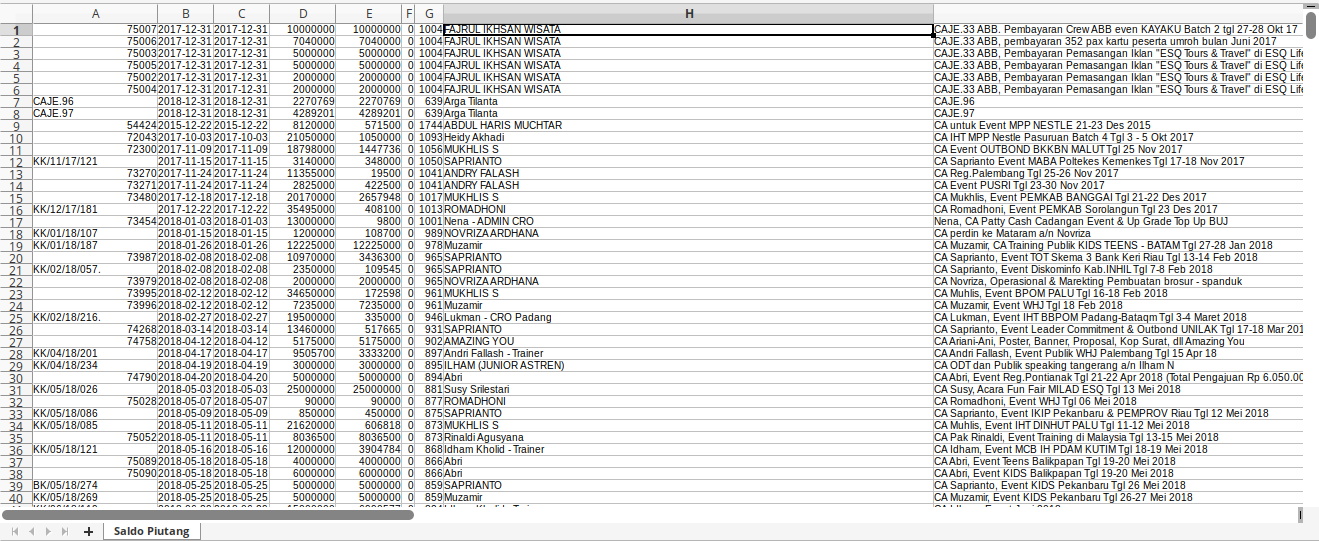 A B C D E F G H
1 75007 2017-12-31 2017-12-31 10000000 10000000 0 1004 FAJRUL IKHSAN WISATA CAJE.33 ABB. Pembayaran Crew ABB even KAYAKU Batch 2 tgl 27-28 Okt 17
2 75006 2017-12-31 2017-12-31 7040000 7040000 0 1004 FAJRUL IKHSAN WISATA CAJE.33 ABB, pembayaran 352 pax kartu peserta umroh bulan Juni 2017
3 75003 2017-12-31 2017-12-31 5000000 5000000 0 1004 FAJRUL IKHSAN WISATA CAJE.33 ABB, Pembayaran Pemasangan Iklan "ESQ Tours & Travel" di ESQ Life
4 75005 2017-12-31 2017-12-31 5000000 5000000 0 1004 FAJRUL IKHSAN WISATA CAJE.33 ABB, Pembayaran Pemasangan Iklan "ESQ Tours & Travel" di ESQ Life
5 75002 2017-12-31 2017-12-31 2000000 2000000 0 1004 FAJRUL IKHSAN WISATA CAJE.33 ABB, Pembayaran Pemasangan Iklan "ESQ Tours & Travel" di ESQ Life
6 75004 2017-12-31 2017-12-31 2000000 2000000 0 1004 FAJRUL IKHSAN WISATA CAJE.33 ABB, Pembayaran Pemasangan Iklan "ESQ Tours & Travel" di ESQ Life
7 CAJE.96 2018-12-31 2018-12-31 2270769 2270769 0 639 Arga Tilanta CAJE.96
8 CAJE.97 2018-12-31 2018-12-31 4289201 4289201 0 639 Arga Tilanta CAJE.97
9 54424 2015-12-22 2015-12-22 8120000 571500 0 1744 ABDUL HARIS MUCHTAR CA untuk Event MPP NESTLE 21-23 Des 2015
10 72043 2017-10-03 2017-10-03 21050000 1050000 0 1093 Heidy Akhadi CA IHT MPP Nestle Pasuruan Batch 4 Tgl 3 - 5 Okt 2017
11 72300 2017-11-09 2017-11-09 18798000 1447736 0 1056 MUKHLIS S CA Event OUTBOND BKKBN MALUT Tgl 25 Nov 2017
12 KK/11/17/121 2017-11-15 2017-11-15 3140000 348000 0 1050 SAPRIANTO CA Saprianto Event MABA Poltekes Kemenkes Tgl 17-18 Nov 2017
13 73270 2017-11-24 2017-11-24 11355000 19500 0 1041 ANDRY FALASH CA Reg.Palembang Tgl 25-26 Nov 2017
14 73271 2017-11-24 2017-11-24 2825000 422500 0 1041 ANDRY FALASH CA Event PUSRI Tgl 23-30 Nov 2017
15 73480 2017-12-18 2017-12-18 20170000 2657948 0 1017 MUKHLIS S CA Mukhlis, Event PEMKAB BANGGAI Tgl 21-22 Des 2017
16 KK/12/17/181 2017-12-22 2017-12-22 35495000 408100 0 1013 ROMADHONI CA Romadhoni, Event PEMKAB Sorolangun Tgl 23 Des 2017
17 73454 2018-01-03 2018-01-03 13000000 9800 0 1001 Nena - ADMIN CRO Nena, CA Patty Cash Cadangan Event & Up Grade Top Up BUJ
18 KK/01/18/107 2018-01-15 2018-01-15 1200000 108700 0 989 NOVRIZA ARDHANA CA perdin ke Mataram a/n Novriza
19 KK/01/18/187 2018-01-26 2018-01-26 12225000 12225000 0 978 Muzamir CA Muzamir, CA Training Publik KIDS TEENS - BATAM Tgl 27-28 Jan 2018
20 73987 2018-02-08 2018-02-08 10970000 3436300 0 965 SAPRIANTO CA Saprianto, Event TOT Skema 3 Bank Keri Riau Tgl 13-14 Feb 2018
21 KK/02/18/057. 2018-02-08 2018-02-08 2350000 109545 0 965 SAPRIANTO CA Saprianto, Event Diskominfo Kab.INHIL Tgl 7-8 Feb 2018
22 73979 2018-02-08 2018-02-08 2000000 2000000 0 965 NOVRIZA ARDHANA CA Novriza, Operasional & Marekting Pembuatan brosur - spanduk
23 73995 2018-02-12 2018-02-12 34650000 172598 0 961 MUKHLIS S CA Muhlis, Event BPOM PALU Tgl 16-18 Feb 2018
24 73996 2018-02-12 2018-02-12 7235000 7235000 0 961 Muzamir CA Muzamir, Event WHJ Tgl 18 Feb 2018
25 KK/02/18/216. 2018-02-27 2018-02-27 19500000 335000 0 946 Lukman - CRO Padang CA Lukman, Event IHT BBPOM Padang-Bataqm Tgl 3-4 Maret 2018
26 74268 2018-03-14 2018-03-14 13460000 517665 0 931 SAPRIANTO CA Saprianto, Event Leader Commitment & Outbond UNILAK Tgl 17-18 Mar 201
27 74758 2018-04-12 2018-04-12 5175000 5175000 0 902 AMAZING YOU CA Ariani-Ani, Poster, Banner, Proposal, Kop Surat, dll Amazing You
28 KK/04/18/201 2018-04-17 2018-04-17 9505700 3333200 0 897 Andri Fallash - Trainer CA Andri Fallash, Event Publik WHJ Palembang Tgl 15 Apr 18
29 KK/04/18/234 2018-04-19 2018-04-19 3000000 3000000 0 895 ILHAM (JUNIOR ASTREN) CA ODT dan Publik speaking tangerang a/n Ilham N
30 74790 2018-04-20 2018-04-20 5000000 5000000 0 894 Abri CA Abri, Event Reg.Pontianak Tgl 21-22 Apr 2018 (Total Pengajuan Rp 6.050.00
31 KK/05/18/026 2018-05-03 2018-05-03 25000000 25000000 0 881 Susy Srilestari CA Susy, Acara Fun Fair MILAD ESQ Tgl 13 Mei 2018
32 75028 2018-05-07 2018-05-07 90000 90000 0 877 ROMADHONI CA Romadhoni, Event WHJ Tgl 06 Mei 2018
33 KK/05/18/086 2018-05-09 2018-05-09 850000 450000 0 875 SAPRIANTO CA Saprianto, Event IKIP Pekanbaru & PEMPROV Riau Tgl 12 Mei 2018
34 KK/05/18/085 2018-05-11 2018-05-11 21620000 606818 0 873 MUKHLIS S CA Muhlis, Event IHT DINHUT PALU Tgl 11-12 Mei 2018
35 75052 2018-05-11 2018-05-11 8036500 8036500 0 873 Rinaldi Agusyana CA Pak Rinaldi, Event Training di Malaysia Tgl 13-15 Mei 2018
36 KK/05/18/121 2018-05-16 2018-05-16 12000000 3904784 0 868 Idham Kholid - Trainer CA Idham, Event MCB IH PDAM KUTIM Tgl 18-19 Mei 2018
37 75089 2018-05-18 2018-05-18 4000000 4000000 0 866 Abri CA Abri, Event Teens Balikpapan Tgl 19-20 Mei 2018
38 75090 2018-05-18 2018-05-18 6000000 6000000 0 866 Abri CA Abri, Event KIDS Balikpapan Tgl 19-20 Mei 2018
39 BK/05/18/274 2018-05-25 2018-05-25 5000000 5000000 0 859 SAPRIANTO CA Saprianto, Event KIDS Pekanbaru Tgl 26 Mei 2018
40 KK/05/18/269 2018-05-25 2018-05-25 5000000 5000000 0 859 Muzamir CA Muzamir, Event KIDS Pekanbaru Tgl 26-27 Mei 2018
Saldo Piutang